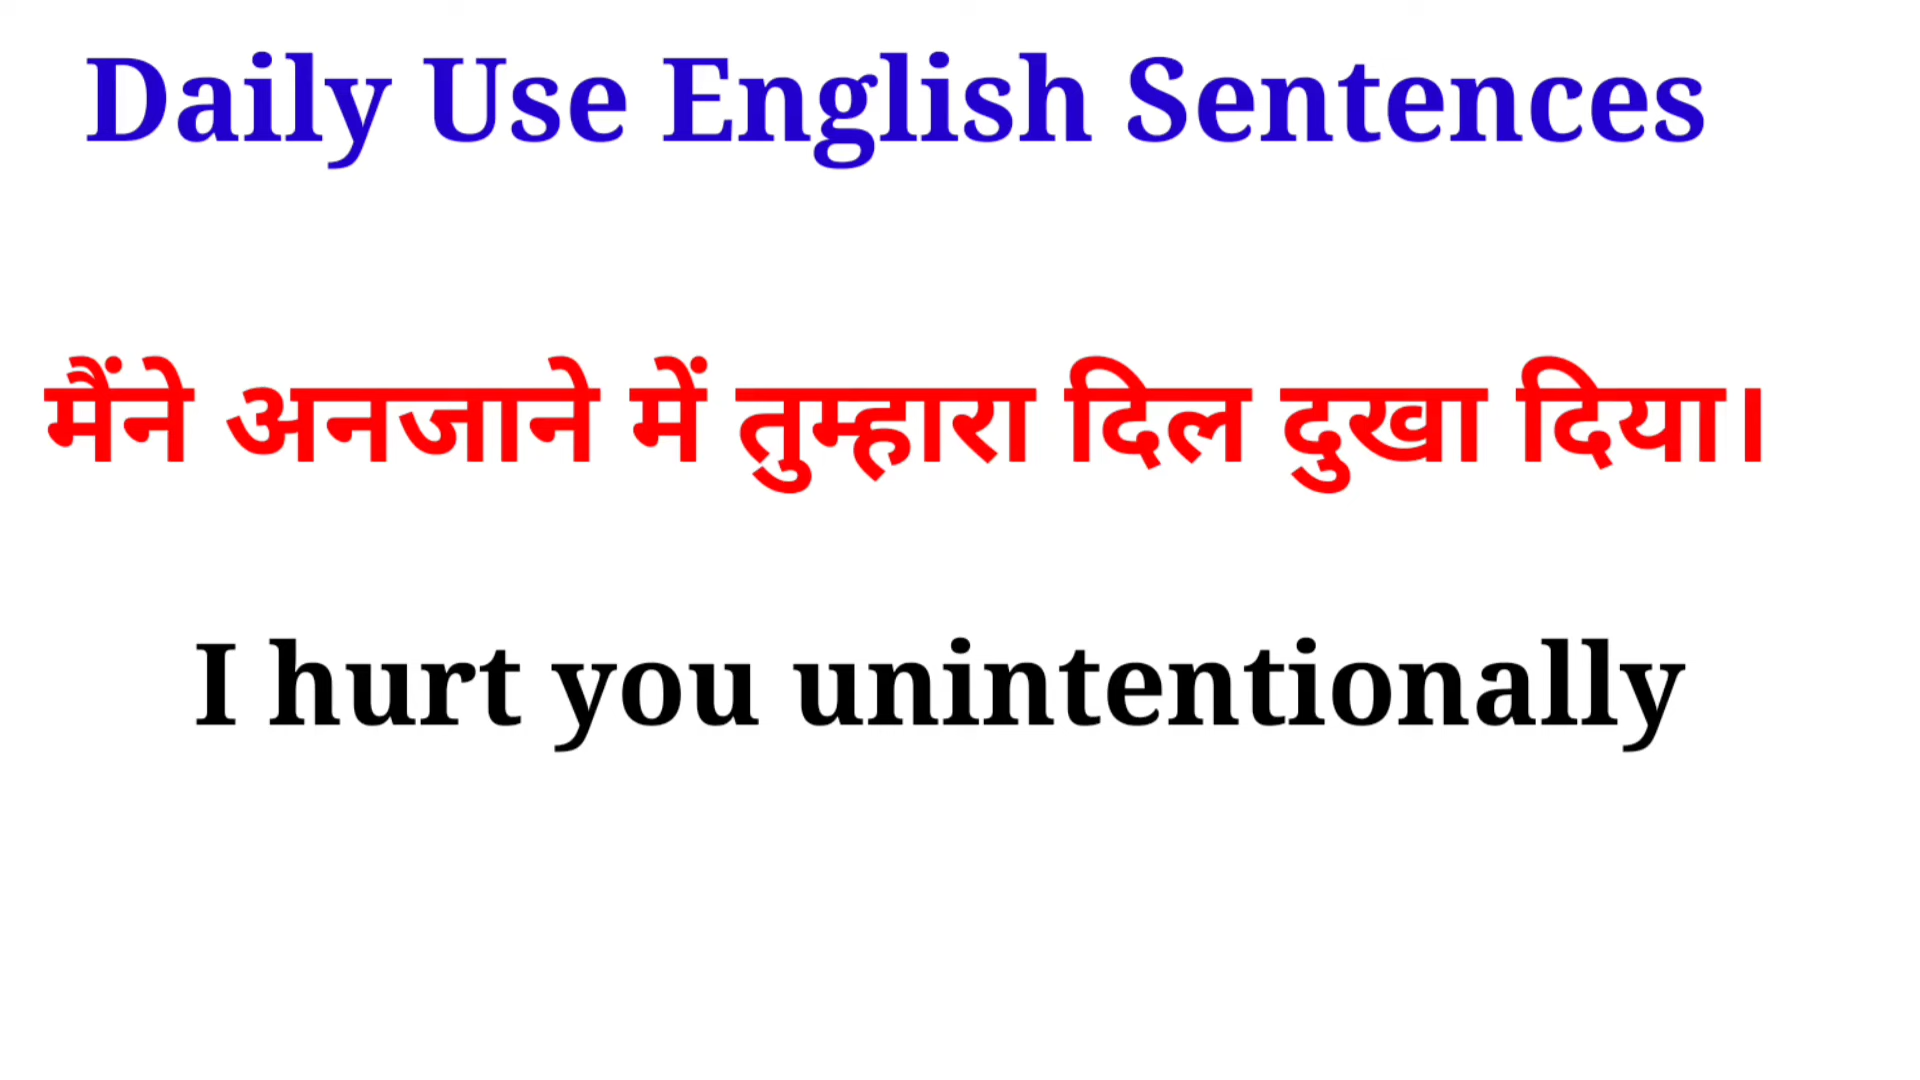 Daily Use English Sentences
मैंने अनजाने में तुम्हारा दिल दुखा दिया।
I hurt you unintentionally